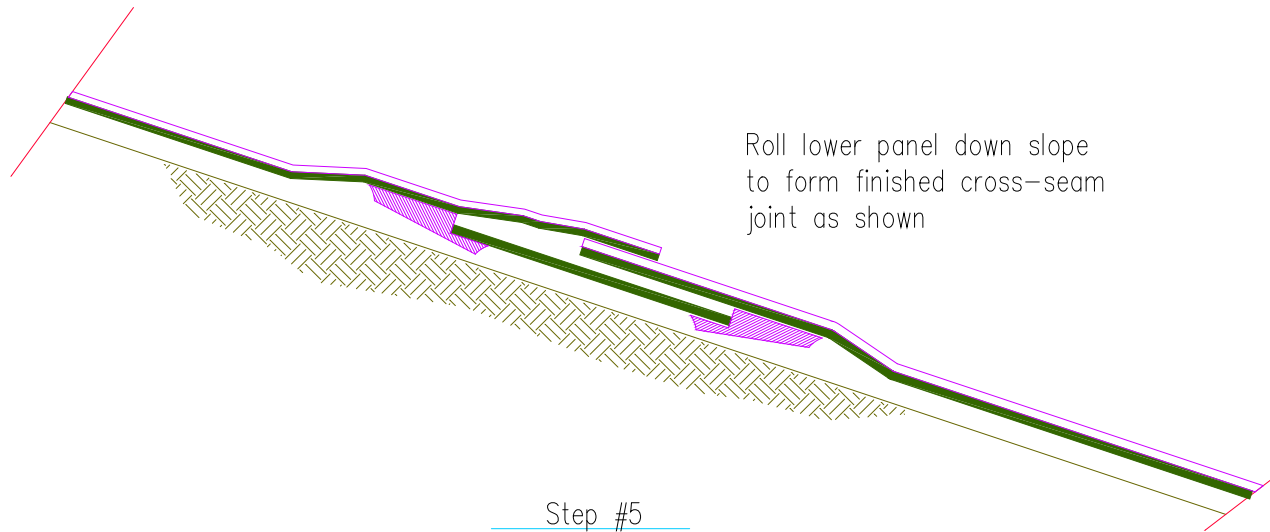 Roll lower panel down slope
to form finished cross-seam
joint as shown
Step #5